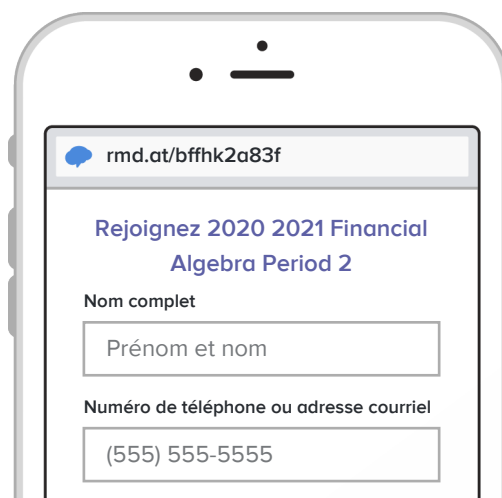 rmd.at/bffhk2a83f
Rejoignez 2020 2021 Financial
Algebra Period 2
Nom complet
Prénom et nom
Numéro de téléphone ou adresse courriel
(555) 555-5555